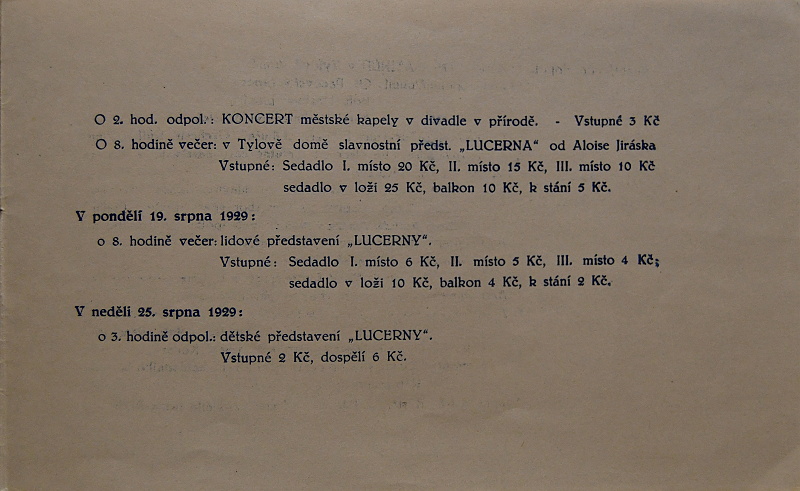 O 2. hod. odpol.: KONCERT městské kapely v divadle v přírodě. - Vstupné 3 Kč
O 8. hodině večer: v Tylově domě slavnostní předst. „LUCERNA“ od Aloise Jiráska
Vstupné: Sedadlo I. místo 20 Kč, II. místo 15 Kč, III. místo 10 Kč
sedadlo v loži 25 Kč, balkon 10 Kč, k stání 5 Kč.
V pondělí 19. srpna 1929:
o 8. hodině večer: lidové představení „LUCERNY“.
Vstupné: Sedadlo I. místo 6 Kč, II. místo 5 Kč, III. místo 4 Kč;
sedadlo v loži 10 Kč, balkon 4 Kč, k stání 2 Kč.
V neděli 25. srpna 1929:
o 3. hodině odpol.: dětské představení „LUCERNY“.
Vstupné 2 Kč, dospělí 6 Kč.